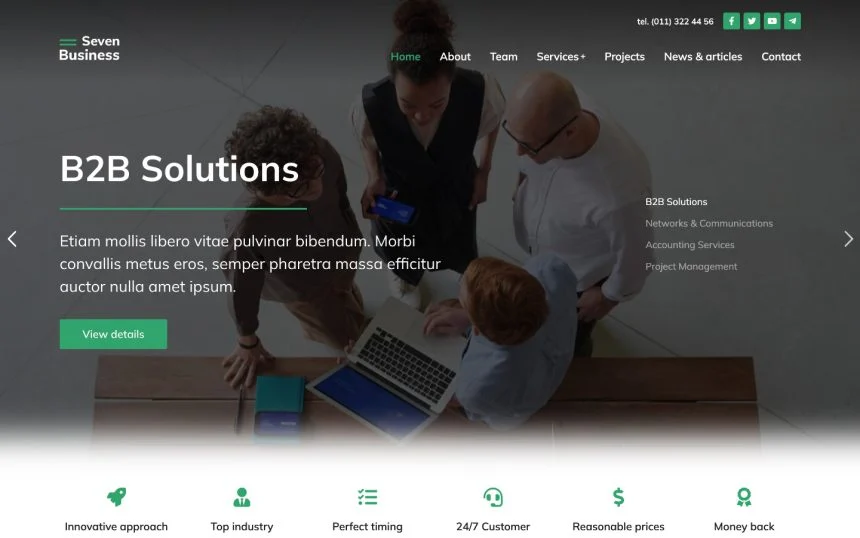 tel. (011) 322 44 56
Seven
Business
Home About Team Services+ Projects News & articles Contact
B2B Solutions
Etiam mollis libero vitae pulvinar bibendum. Morbi
convallis metus eros, semper pharetra massa efficitur
auctor nulla amet ipsum.
View details
B2B Solutions
Networks & Communications
Accounting Services
Project Management
Innovative approach Top industry Perfect timing 24/7 Customer Reasonable prices Money back